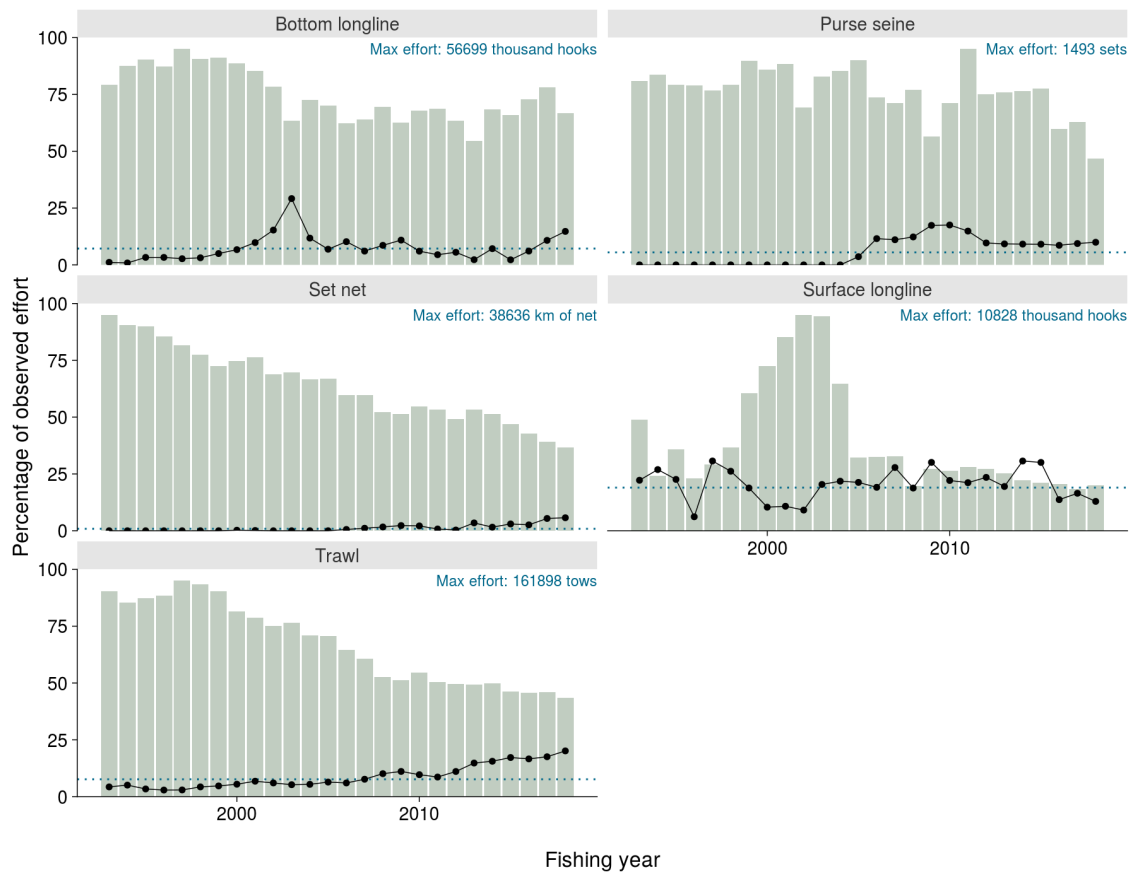 Bottom longline
Purse seine
Max effort: 56699 thousand hooks
Max effort: 1493 sets
100
75
50
25
0
Set net
Surface longline
Max effort: 38636 km of net
Max effort: 10828 thousand hooks
100
75
50
25
0
2000
2010
Trawl
Max effort: 161898 tows
100
75
50
25
0
2000
2010
Percentage of observed effort
Fishing year